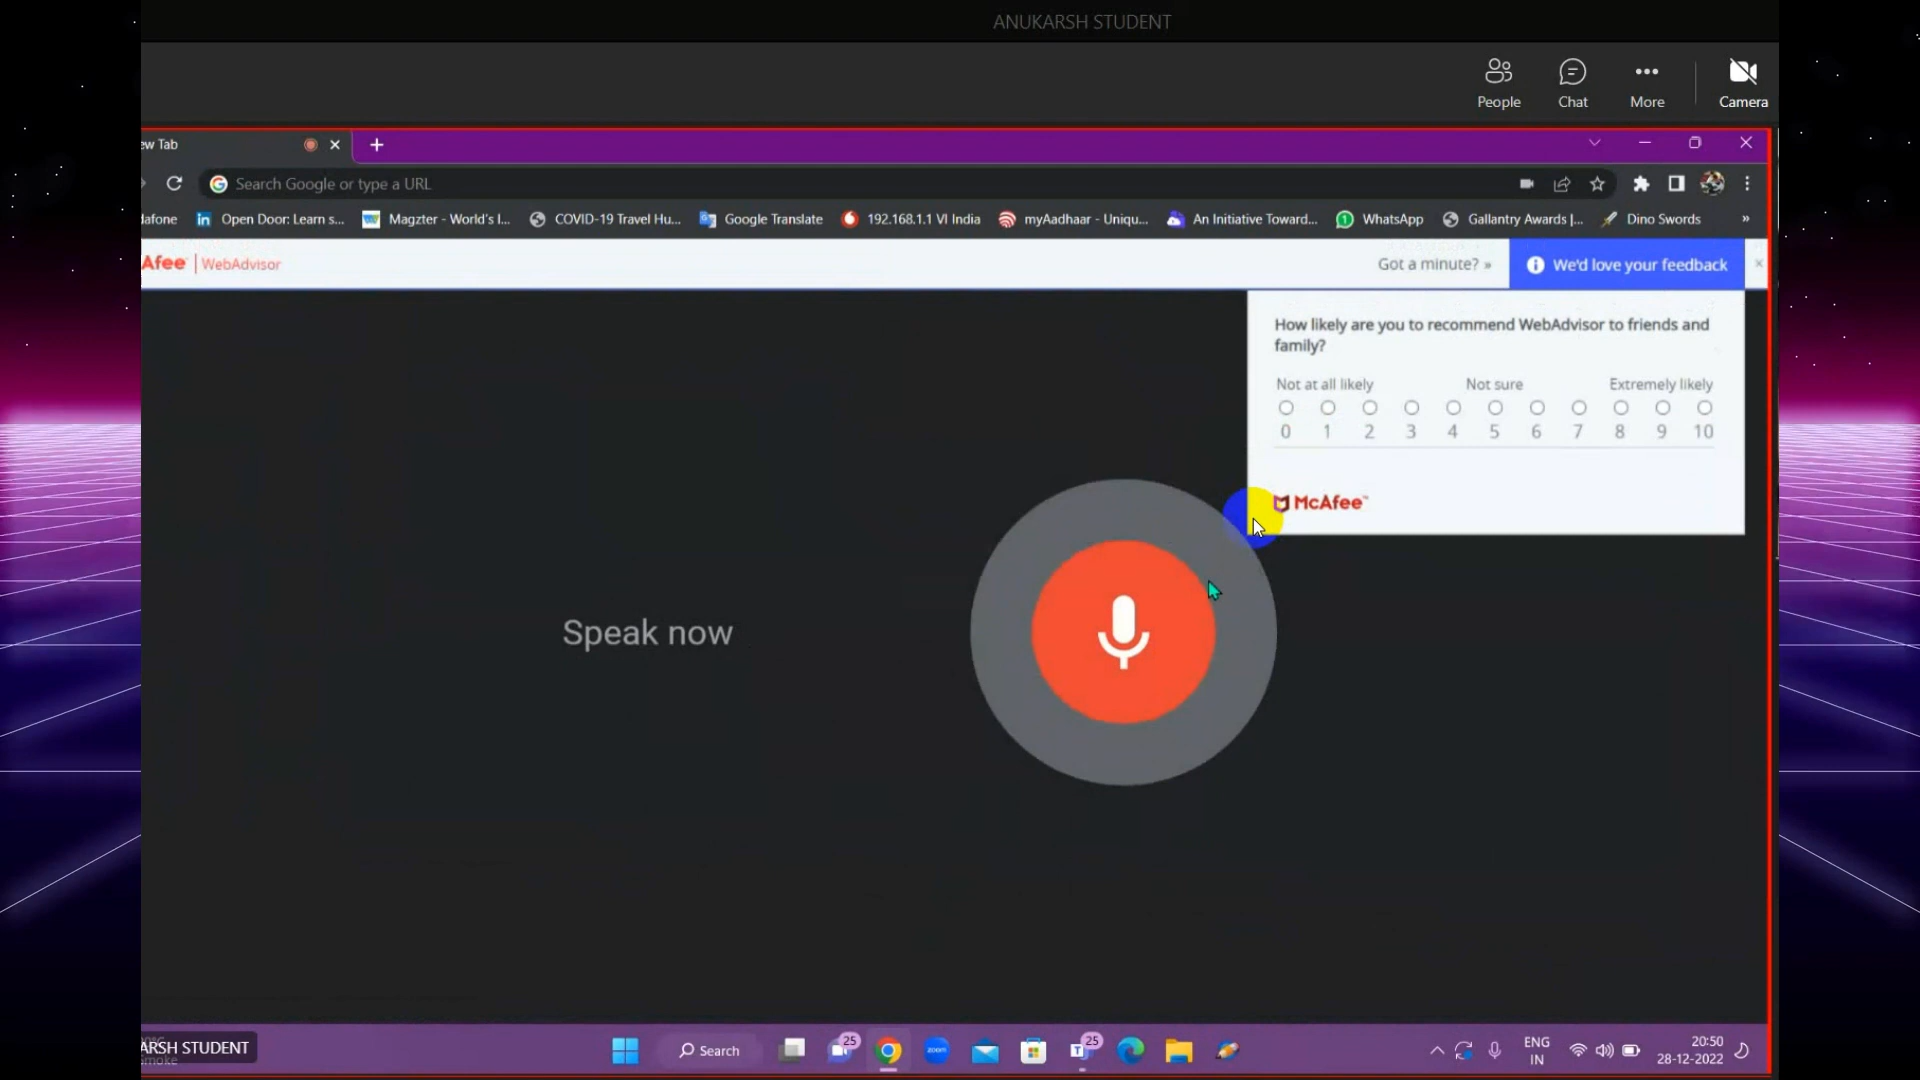 ANUKARSH STUDENT
People
Chat
More
Camera
ew Tab
Search Google or type a URL
dafone
Open Door: Learn s...
Magzter - World's l...
COVID-19 Travel Hu...
Google Translate
192.168.1.1 VI India
myAadhaar - Uniqu...
An Initiative Toward...
WhatsApp
Gallantry Awards |...
Dino Swords
»
Afee | WebAdvisor
Got a minute? »
We'd love your feedback
How likely are you to recommend WebAdvisor to friends and
family?
Not at all likely
Not sure
Extremely likely
0 1 2 3 4 5 6 7 8 9 10
McAfee™
Speak now
ARSH STUDENT
Search
25
zoom
25
ENG
IN
20:50
28-12-2022